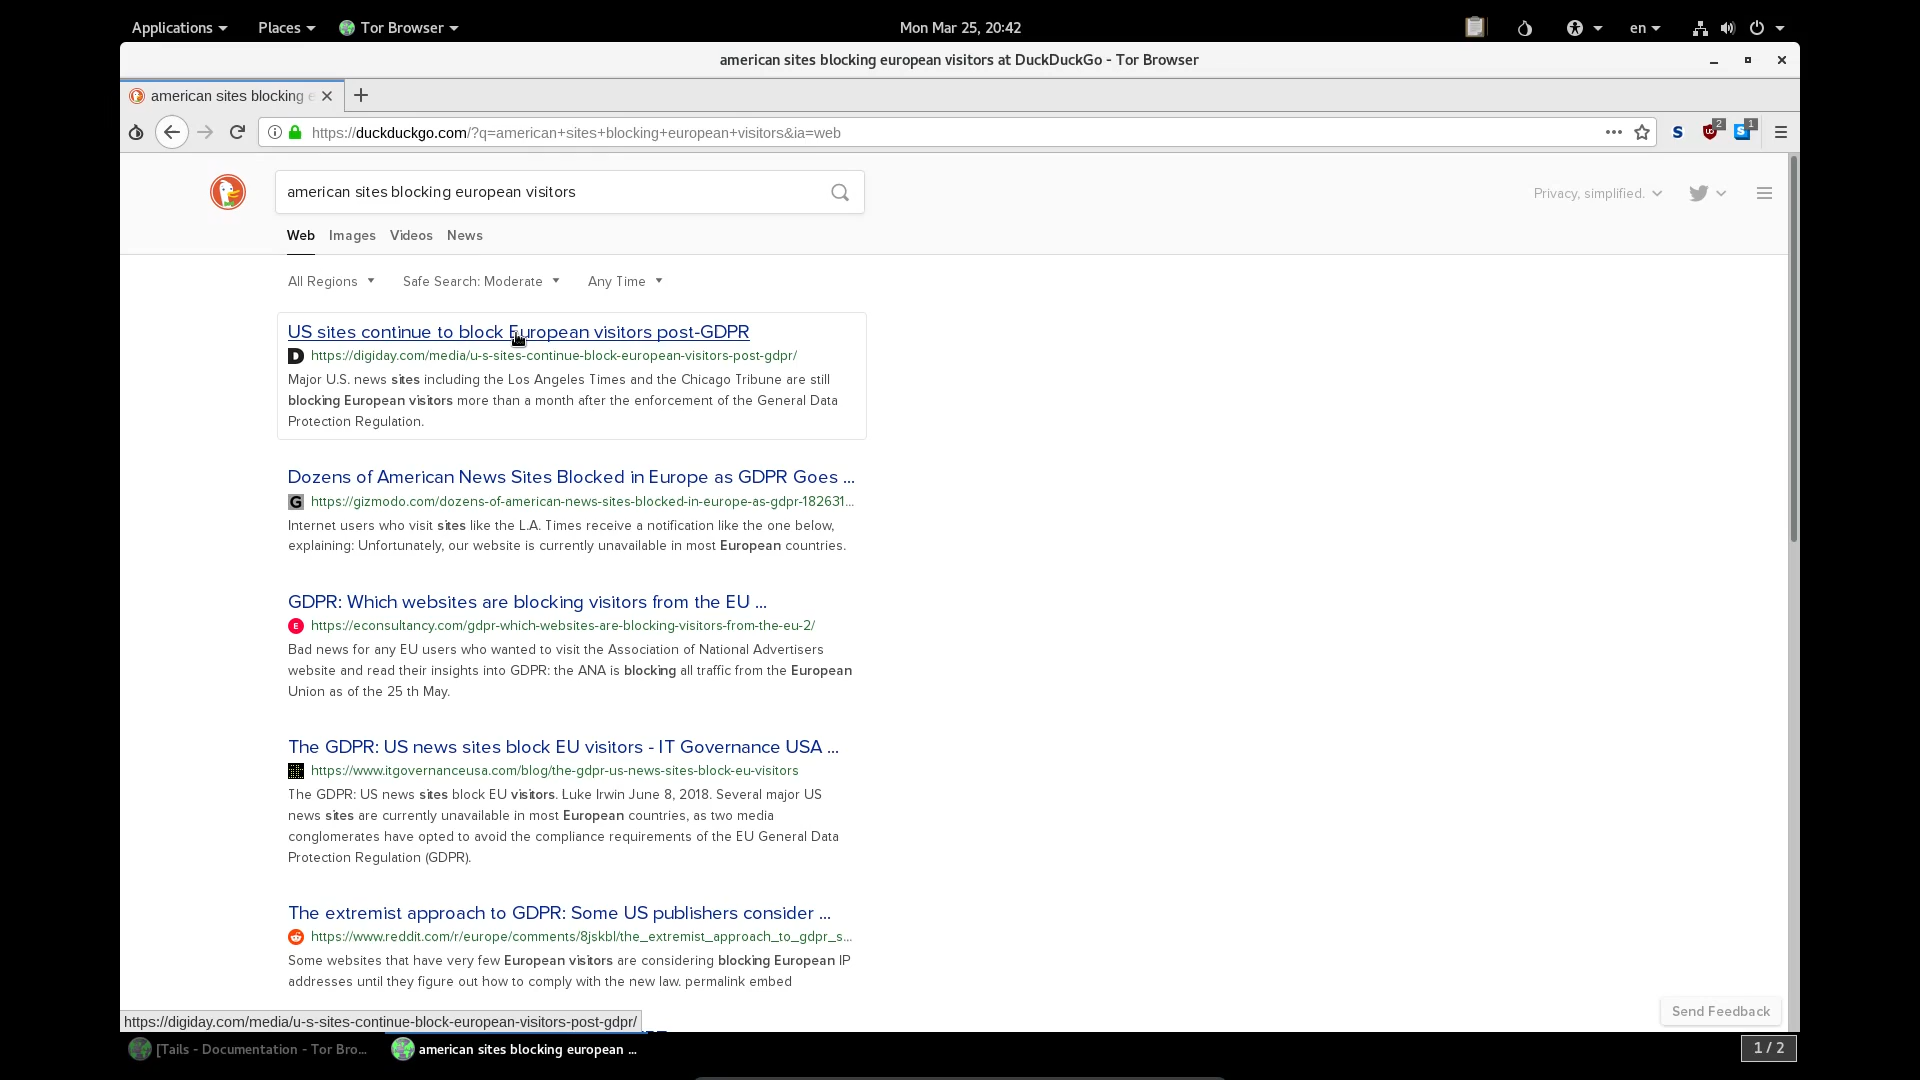 Applications Places Tor Browser Mon Mar 25, 20:42 en
american sites blocking european visitors at DuckDuckGo - Tor Browser
american sites blocking e
https://duckduckgo.com/?q=american+sites+blocking+european+visitors&ia=web S 2 S 1
american sites blocking european visitors Privacy, simplified.
Web Images Videos News
All Regions Safe Search: Moderate Any Time
US sites continue to block European visitors post-GDPR
D https://digiday.com/media/u-s-sites-continue-block-european-visitors-post-gdpr/
Major U.S. news sites including the Los Angeles Times and the Chicago Tribune are still
blocking European visitors more than a month after the enforcement of the General Data
Protection Regulation.
Dozens of American News Sites Blocked in Europe as GDPR Goes ...
G https://gizmodo.com/dozens-of-american-news-sites-blocked-in-europe-as-gdpr-182631...
Internet users who visit sites like the L.A. Times receive a notification like the one below,
explaining: Unfortunately, our website is currently unavailable in most European countries.
GDPR: Which websites are blocking visitors from the EU ...
E https://econsultancy.com/gdpr-which-websites-are-blocking-visitors-from-the-eu-2/
Bad news for any EU users who wanted to visit the Association of National Advertisers
website and read their insights into GDPR: the ANA is blocking all traffic from the European
Union as of the 25 th May.
The GDPR: US news sites block EU visitors - IT Governance USA ...
https://www.itgovernanceusa.com/blog/the-gdpr-us-news-sites-block-eu-visitors
The GDPR: US news sites block EU visitors. Luke Irwin June 8, 2018. Several major US
news sites are currently unavailable in most European countries, as two media
conglomerates have opted to avoid the compliance requirements of the EU General Data
Protection Regulation (GDPR).
The extremist approach to GDPR: Some US publishers consider ...
https://www.reddit.com/r/europe/comments/8jskbl/the_extremist_approach_to_gdpr_s...
Some websites that have very few European visitors are considering blocking European IP
addresses until they figure out how to comply with the new law. permalink embed
Send Feedback
https://digiday.com/media/u-s-sites-continue-block-european-visitors-post-gdpr/
[Tails - Documentation - Tor Bro... american sites blocking european ... 1 / 2